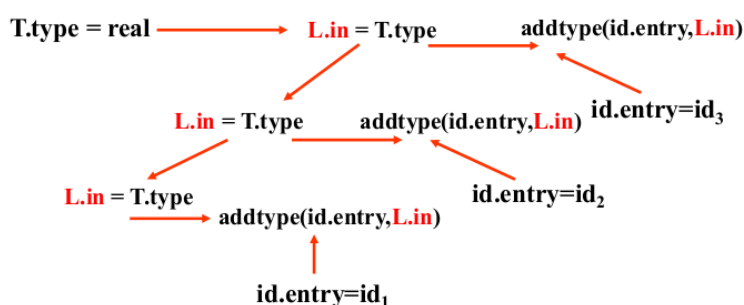 T.type = real
L.in = T.type
addtype(id.entry,L.in)
id.entry=id₃
L.in = T.type
addtype(id.entry,L.in)
id.entry=id₂
L.in = T.type
addtype(id.entry,L.in)
id.entry=id₁